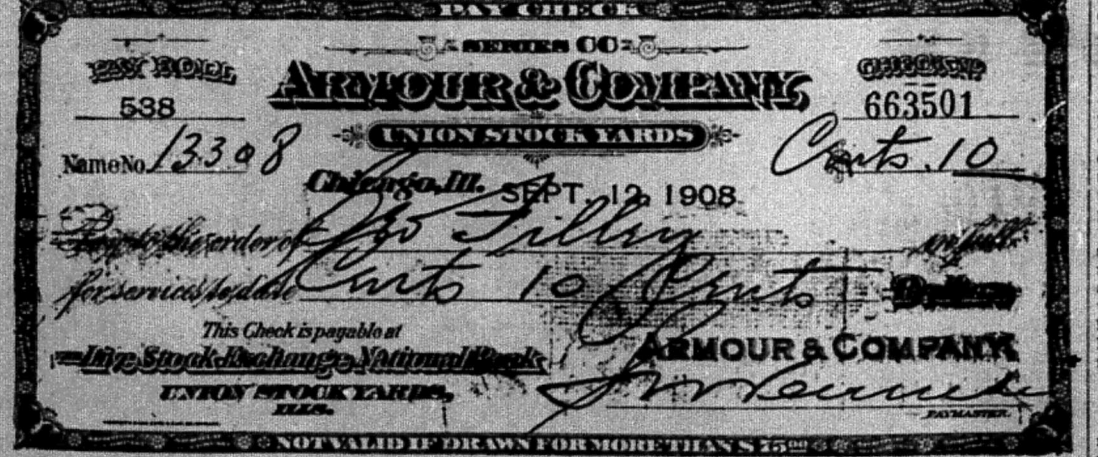 PAY CHECK
SERIES CC
PAY ROLL ARMOUR & COMPANY, CHECK No
538 663501
UNION STOCK YARDS
Name No. 13308 Cents 10
Chicago, Ill. SEPT. 12, 1908
Pay to the order of Jno Tilley in full
for services to date Cents 10 Cents Dollars
This Check is payable at
Live Stock Exchange National Bank ARMOUR & COMPANY
UNION STOCK YARDS,
ILLS. PAYMASTER.
NOT VALID IF DRAWN FOR MORE THAN $7500